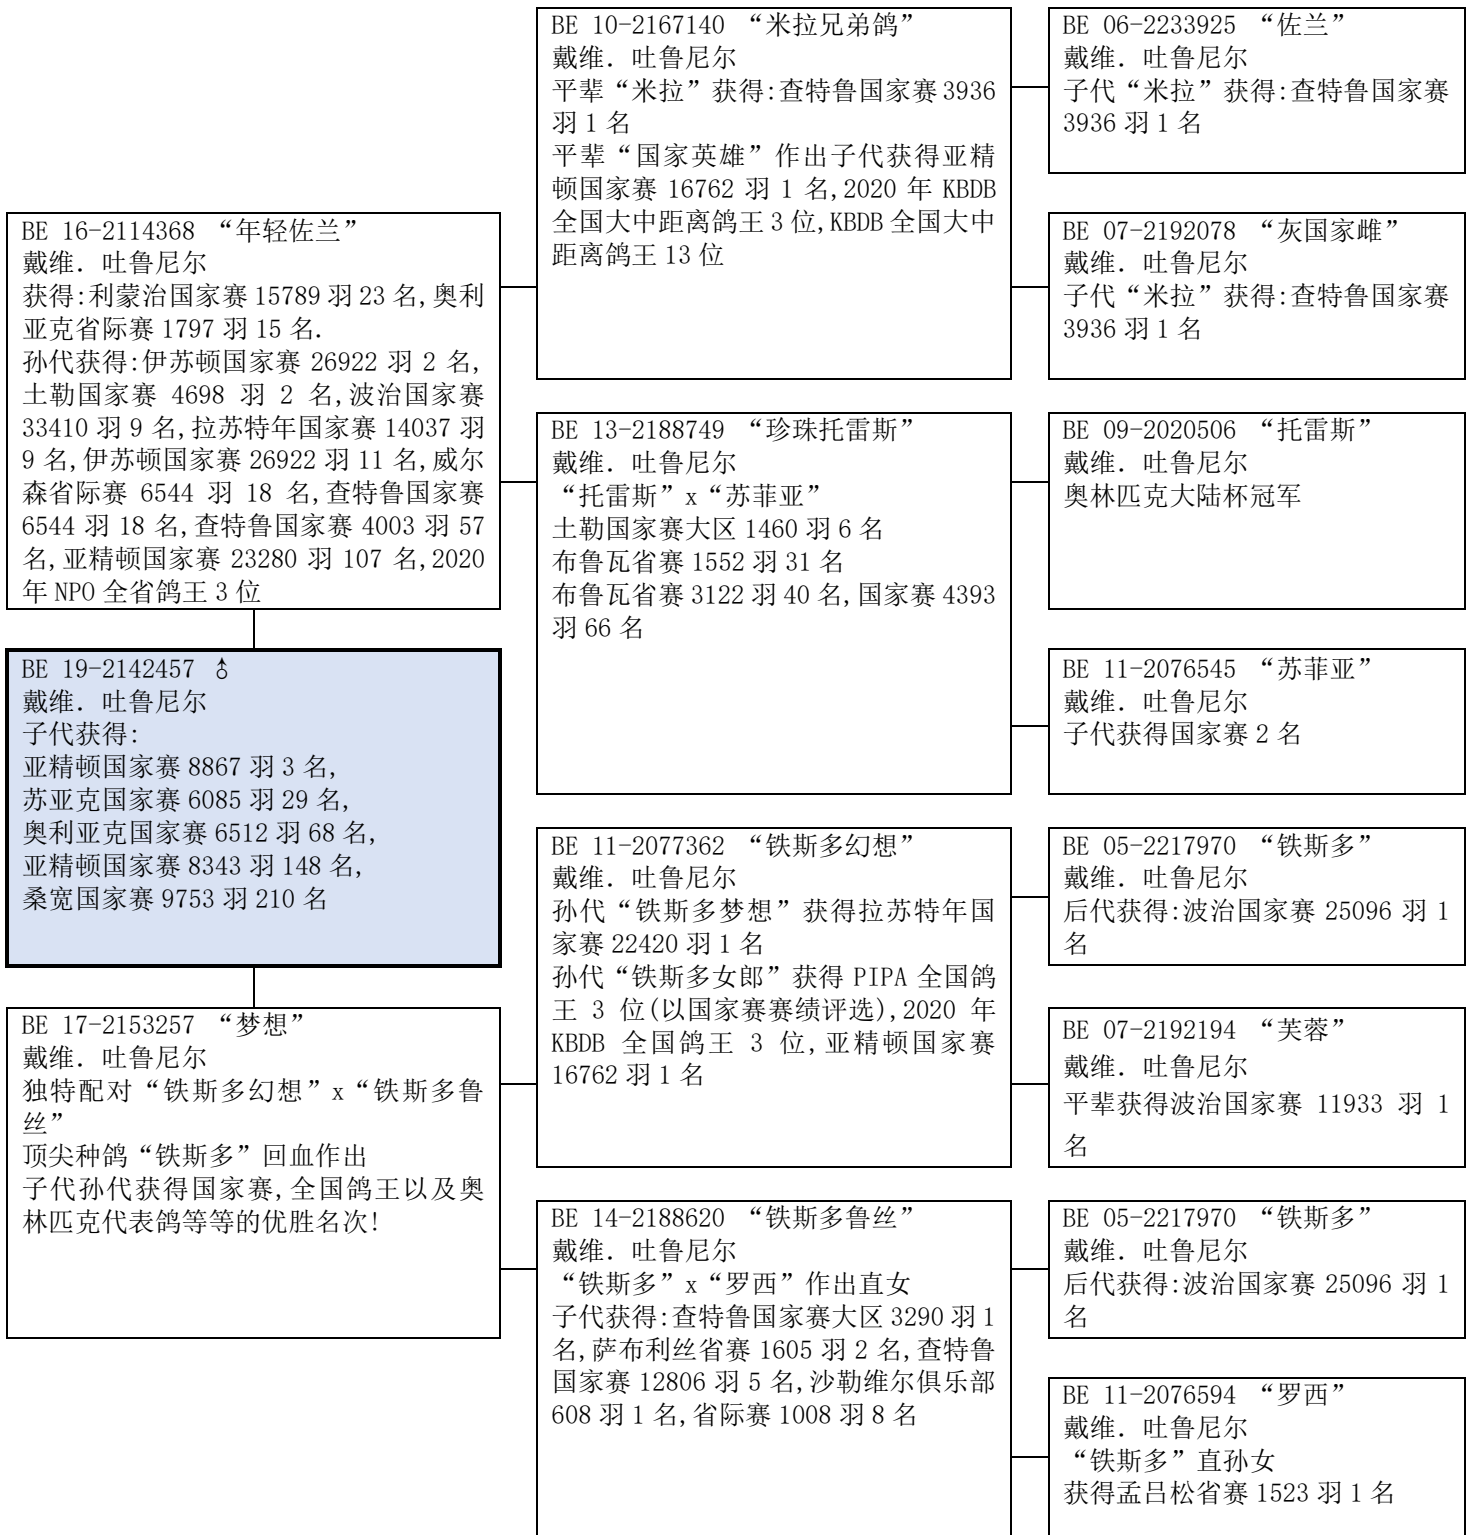 BE 16-2114368 “年轻佐兰”
戴维．吐鲁尼尔
获得:利蒙治国家赛 15789 羽 23 名,奥利
亚克省际赛 1797 羽 15 名.
孙代获得:伊苏顿国家赛 26922 羽 2 名,
土勒国家赛 4698 羽 2 名,波治国家赛
33410 羽 9 名,拉苏特年国家赛 14037 羽
9 名,伊苏顿国家赛 26922 羽 11 名,威尔
森省际赛 6544 羽 18 名,查特鲁国家赛
6544 羽 18 名,查特鲁国家赛 4003 羽 57
名,亚精顿国家赛 23280 羽 107 名,2020
年 NPO 全省鸽王 3 位
BE 19-2142457 ♂
戴维．吐鲁尼尔
子代获得:
亚精顿国家赛 8867 羽 3 名,
苏亚克国家赛 6085 羽 29 名,
奥利亚克国家赛 6512 羽 68 名,
亚精顿国家赛 8343 羽 148 名,
桑宽国家赛 9753 羽 210 名
BE 17-2153257 “梦想”
戴维．吐鲁尼尔
独特配对“铁斯多幻想”x“铁斯多鲁
丝”
顶尖种鸽“铁斯多”回血作出
子代孙代获得国家赛,全国鸽王以及奥
林匹克代表鸽等等的优胜名次!
BE 10-2167140 “米拉兄弟鸽”
戴维．吐鲁尼尔
平辈“米拉”获得:查特鲁国家赛 3936
羽 1 名
平辈“国家英雄”作出子代获得亚精
顿国家赛 16762 羽 1 名,2020 年 KBDB
全国大中距离鸽王 3 位,KBDB 全国大中
距离鸽王 13 位
BE 13-2188749 “珍珠托雷斯”
戴维．吐鲁尼尔
“托雷斯”x“苏菲亚”
土勒国家赛大区 1460 羽 6 名
布鲁瓦省赛 1552 羽 31 名
布鲁瓦省赛 3122 羽 40 名,国家赛 4393
羽 66 名
BE 11-2077362 “铁斯多幻想”
戴维．吐鲁尼尔
孙代“铁斯多梦想”获得拉苏特年国
家赛 22420 羽 1 名
孙代“铁斯多女郎”获得 PIPA 全国鸽
王 3 位(以国家赛赛绩评选),2020 年
KBDB 全国鸽王 3 位,亚精顿国家赛
16762 羽 1 名
BE 14-2188620 “铁斯多鲁丝”
戴维．吐鲁尼尔
“铁斯多”x“罗西”作出直女
子代获得:查特鲁国家赛大区 3290 羽 1
名,萨布利丝省赛 1605 羽 2 名,查特鲁
国家赛 12806 羽 5 名,沙勒维尔俱乐部
608 羽 1 名,省际赛 1008 羽 8 名
BE 06-2233925 “佐兰”
戴维．吐鲁尼尔
子代“米拉”获得:查特鲁国家赛
3936 羽 1 名
BE 07-2192078 “灰国家雌”
戴维．吐鲁尼尔
子代“米拉”获得:查特鲁国家赛
3936 羽 1 名
BE 09-2020506 “托雷斯”
戴维．吐鲁尼尔
奥林匹克大陆杯冠军
BE 11-2076545 “苏菲亚”
戴维．吐鲁尼尔
子代获得国家赛 2 名
BE 05-2217970 “铁斯多”
戴维．吐鲁尼尔
后代获得:波治国家赛 25096 羽 1
名
BE 07-2192194 “芙蓉”
戴维．吐鲁尼尔
平辈获得波治国家赛 11933 羽 1
名
BE 05-2217970 “铁斯多”
戴维．吐鲁尼尔
后代获得:波治国家赛 25096 羽 1
名
BE 11-2076594 “罗西”
戴维．吐鲁尼尔
“铁斯多”直孙女
获得孟吕松省赛 1523 羽 1 名